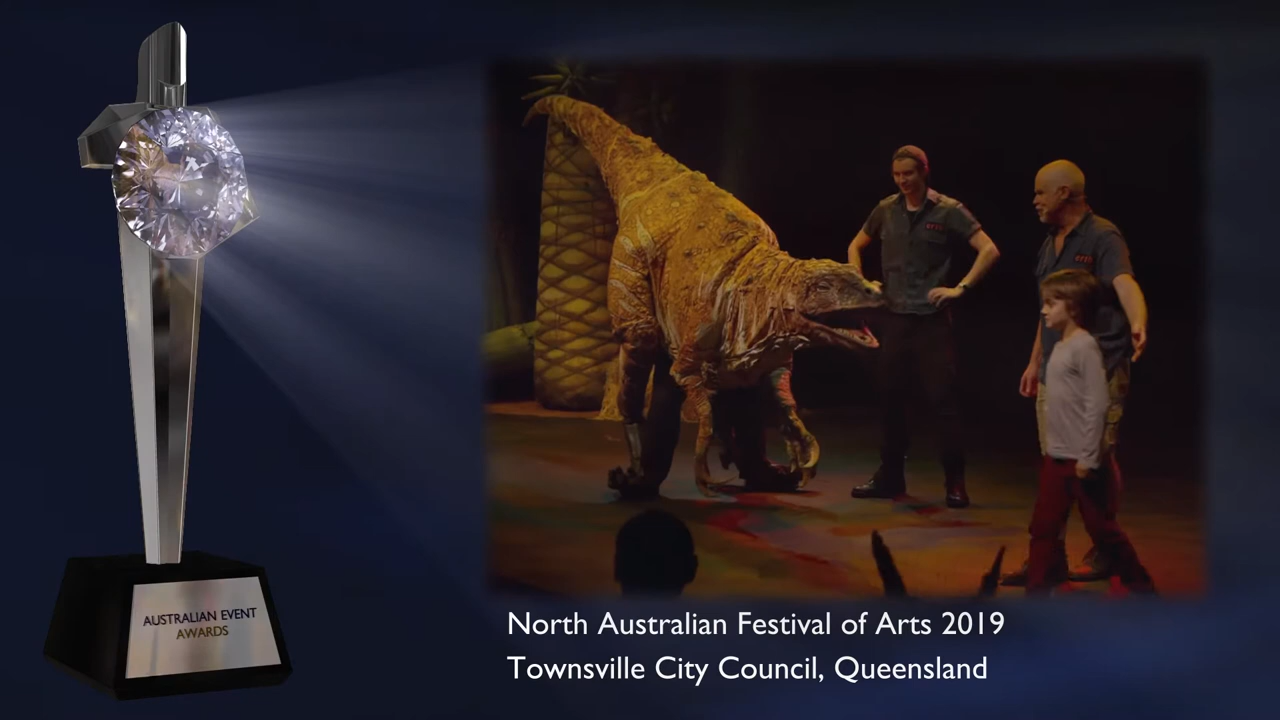 AUSTRALIAN EVENT
AWARDS
North Australian Festival of Arts 2019
Townsville City Council, Queensland